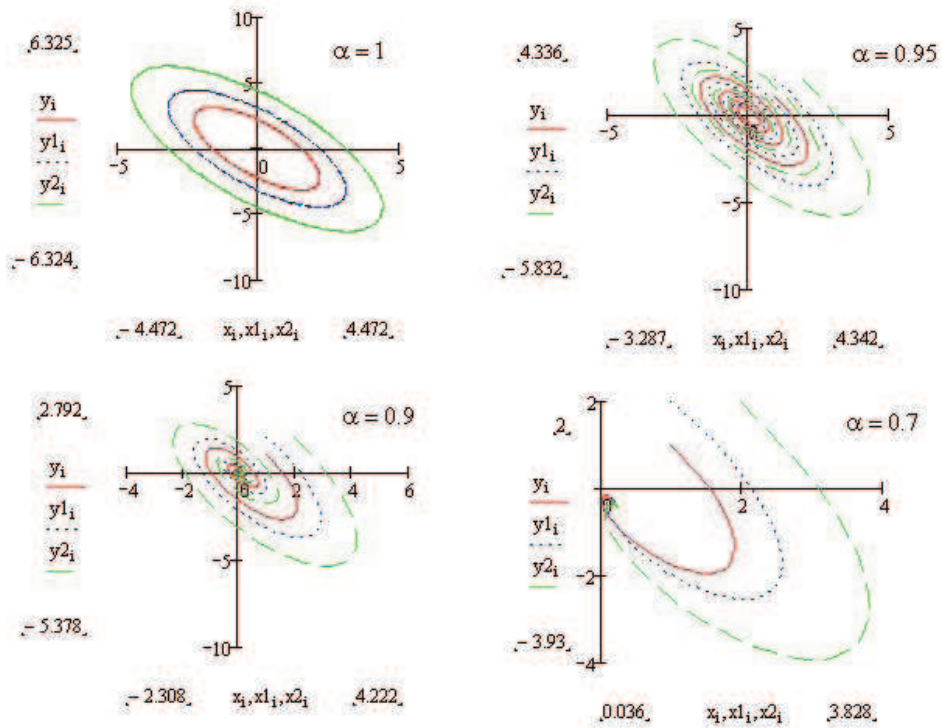 10
6.325
α = 1
5
y_i
y1_i
y2_i
−5
0
5
−5
−6.324
−10
−4.472 x_i,x1_i,x2_i 4.472
5
4.336
α = 0.95
y_i
y1_i
y2_i
−5
5
−5
−5.832
−10
−3.287 x_i,x1_i,x2_i 4.342
5
2.792
α = 0.9
y_i
y1_i
y2_i
−4 −2 0 2 4 6
−5
−5.378
−10
−2.308 x_i,x1_i,x2_i 4.222
2
2
α = 0.7
y_i
y1_i
y2_i
0 2 4
−2
−3.93
−4
0.036 x_i,x1_i,x2_i 3.828